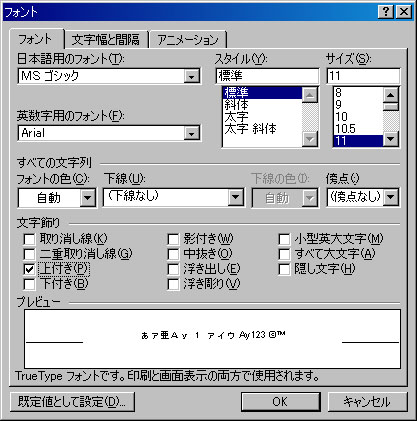 フォント
フォント 文字幅と間隔 アニメーション
日本語用のフォント(T): スタイル(Y): サイズ(S):
MS ゴシック 標準 11
標準 8
斜体 9
太字 10
太字 斜体 10.5
11
英数字用のフォント(F):
Arial
すべての文字列
フォントの色(C): 下線(U): 下線の色(I): 傍点(:)
自動 (下線なし) 自動 (傍点なし)
文字飾り
取り消し線(K) 影付き(W) 小型英大文字(M)
二重取り消し線(G) 中抜き(O) すべて大文字(A)
上付き(P) 浮き出し(E) 隠し文字(H)
下付き(B) 浮き彫り(V)
プレビュー
あァ亜Ay 1 アイウ Ay123 ©™
TrueType フォントです。印刷と画面表示の両方で使用されます。
既定値として設定(D)... OK キャンセル